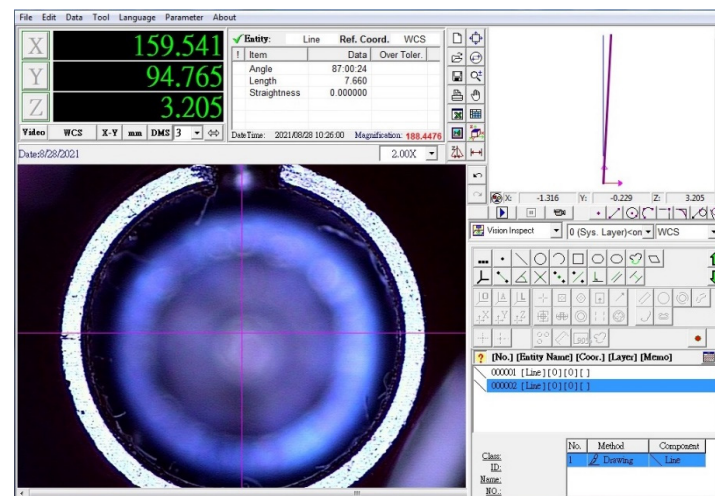 File Edit Data Tool Language Parameter About
X 159.541
Y 94.765
Z 3.205
Video WCS X-Y mm DMS 3
Entity: Line Ref. Coord. WCS
! Item Data Over Toler.
Angle 87:00:24
Length 7.660
Straightness 0.000000
DateTime: 2021/08/28 10:26:00 Magnification: 188.4476
Date:8/28/2021 2.00X
X: -1.316 Y: -0.229 Z: 3.205
Vision Inspect 0 (Sys. Layer)<on WCS
? [No.] [Entity Name] [Coor.] [Layer] [Memo]
000001 [Line][0][0][ ]
000002 [Line][0][0][ ]
Class:
ID:
Name:
NO.:
No. Method Component
1 Drawing Line